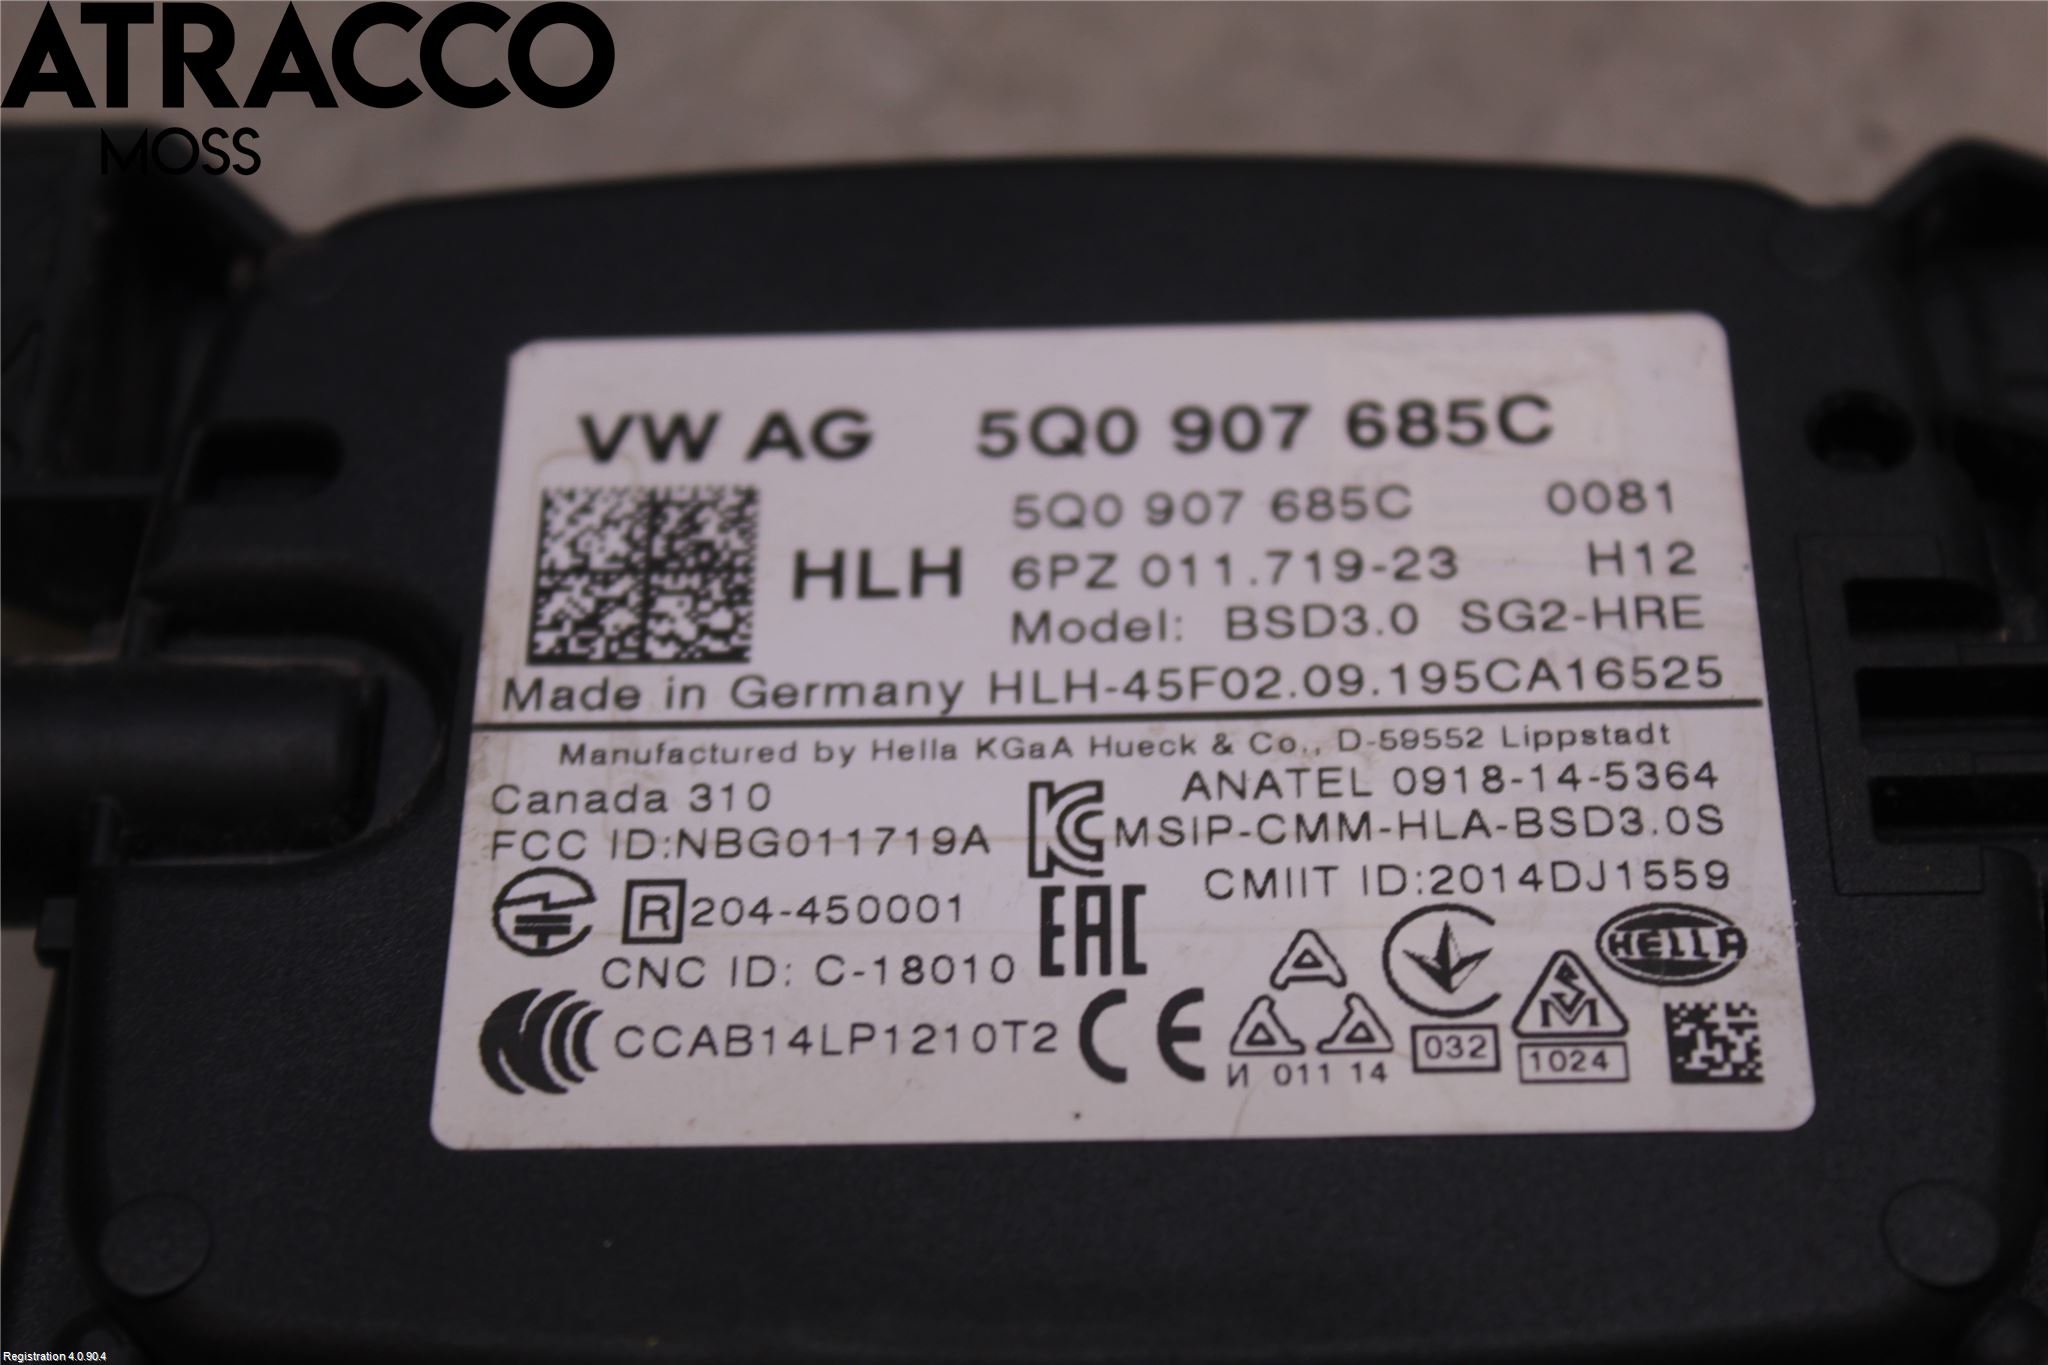 ATRACCO
MOSS
VW AG 5Q0 907 685C
5Q0 907 685C 0081
HLH 6PZ 011.719-23 H12
Model: BSD3.0 SG2-HRE
Made in Germany HLH-45F02.09.195CA16525
Manufactured by Hella KGaA Hueck & Co., D-59552 Lippstadt
Canada 310 ANATEL 0918-14-5364
FCC ID:NBG011719A MSIP-CMM-HLA-BSD3.0S
CMIIT ID:2014DJ1559
R 204-450001 EAC
CNC ID: C-18010 HELLA
CCAB14LP1210T2 CE
И 011 14 032 SM 1024
Registration 4.0.90.4